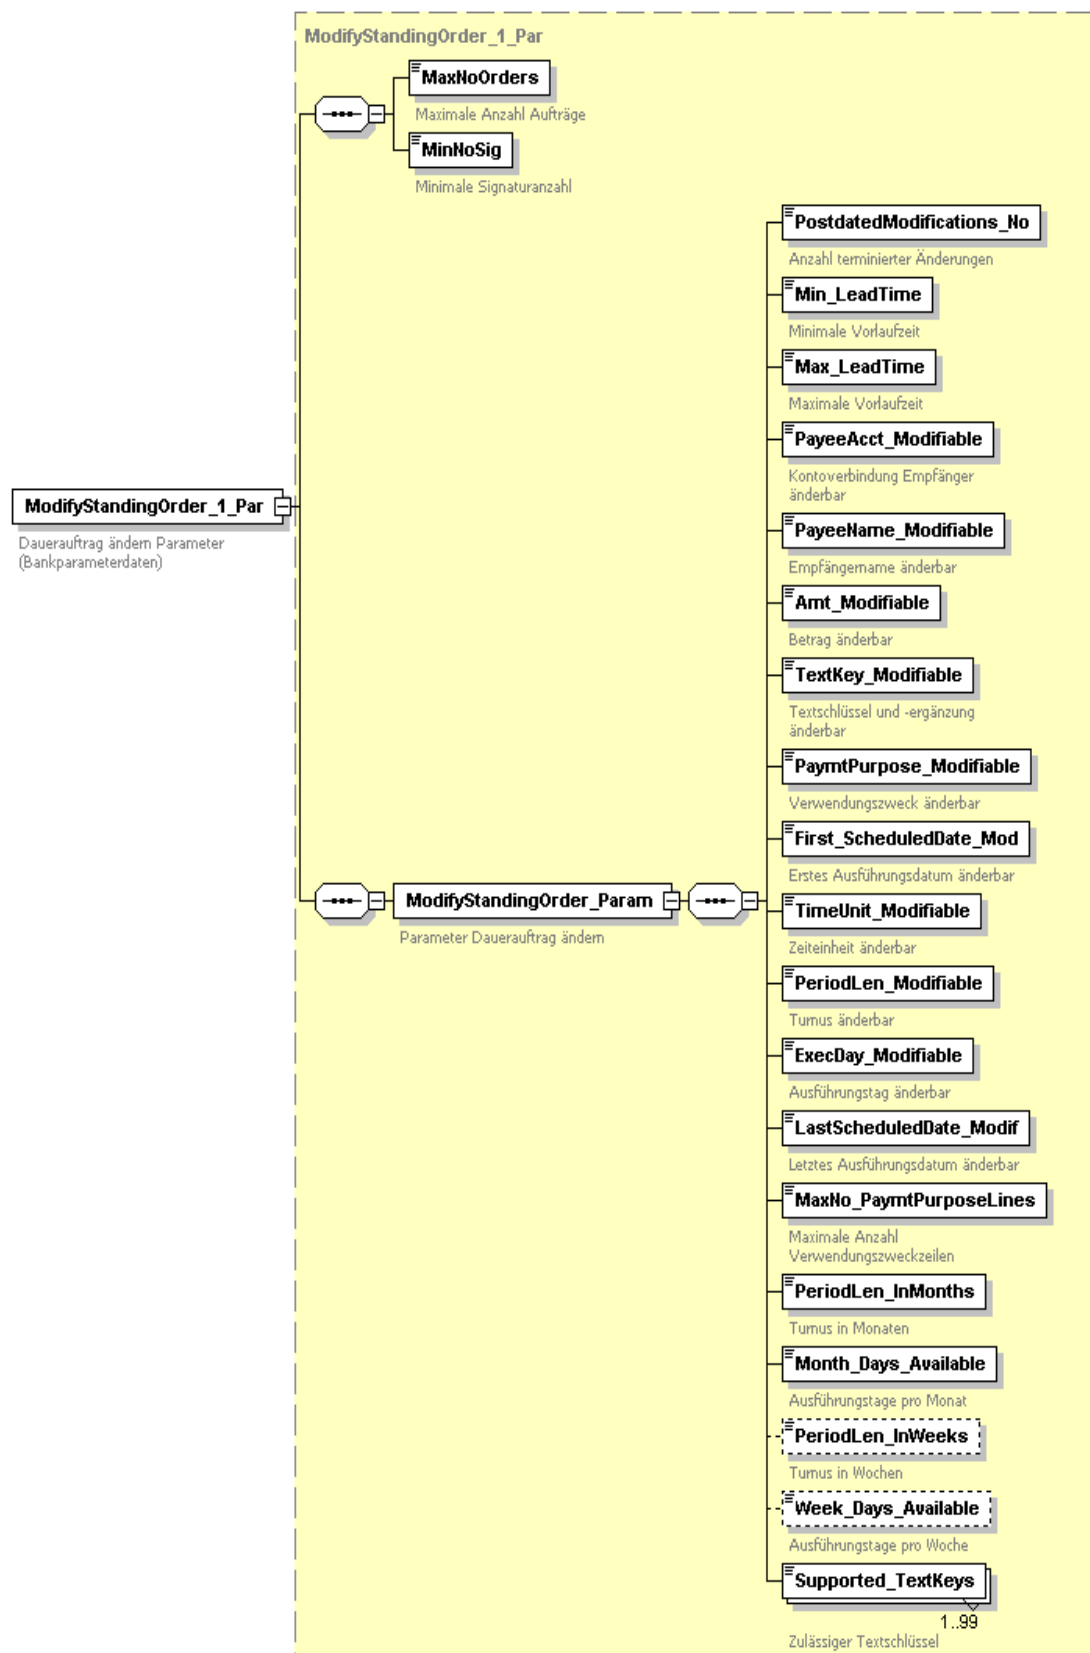 ModifyStandingOrder_1_Par
MaxNoOrders
Maximale Anzahl Aufträge
MinNoSig
Minimale Signaturanzahl
PostdatedModifications_No
Anzahl terminierter Änderungen
Min_LeadTime
Minimale Vorlaufzeit
Max_LeadTime
Maximale Vorlaufzeit
PayeeAcct_Modifiable
Kontoverbindung Empfänger
änderbar
ModifyStandingOrder_1_Par
Dauerauftrag ändern Parameter
(Bankparameterdaten)
PayeeName_Modifiable
Empfängername änderbar
Amt_Modifiable
Betrag änderbar
TextKey_Modifiable
Textschlüssel und -ergänzung
änderbar
PaymtPurpose_Modifiable
Verwendungszweck änderbar
First_ScheduledDate_Mod
Erstes Ausführungsdatum änderbar
ModifyStandingOrder_Param
Parameter Dauerauftrag ändern
TimeUnit_Modifiable
Zeiteinheit änderbar
PeriodLen_Modifiable
Turnus änderbar
ExecDay_Modifiable
Ausführungstag änderbar
LastScheduledDate_Modif
Letztes Ausführungsdatum änderbar
MaxNo_PaymtPurposeLines
Maximale Anzahl
Verwendungszweckzeilen
PeriodLen_InMonths
Turnus in Monaten
Month_Days_Available
Ausführungstage pro Monat
PeriodLen_InWeeks
Turnus in Wochen
Week_Days_Available
Ausführungstage pro Woche
Supported_TextKeys
1..99
Zulässiger Textschlüssel